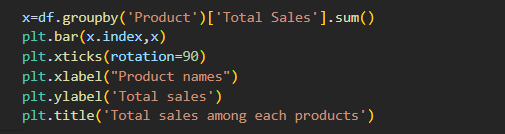 x=df.groupby('Product')['Total Sales'].sum()
plt.bar(x.index,x)
plt.xticks(rotation=90)
plt.xlabel("Product names")
plt.ylabel('Total sales')
plt.title('Total sales among each products')